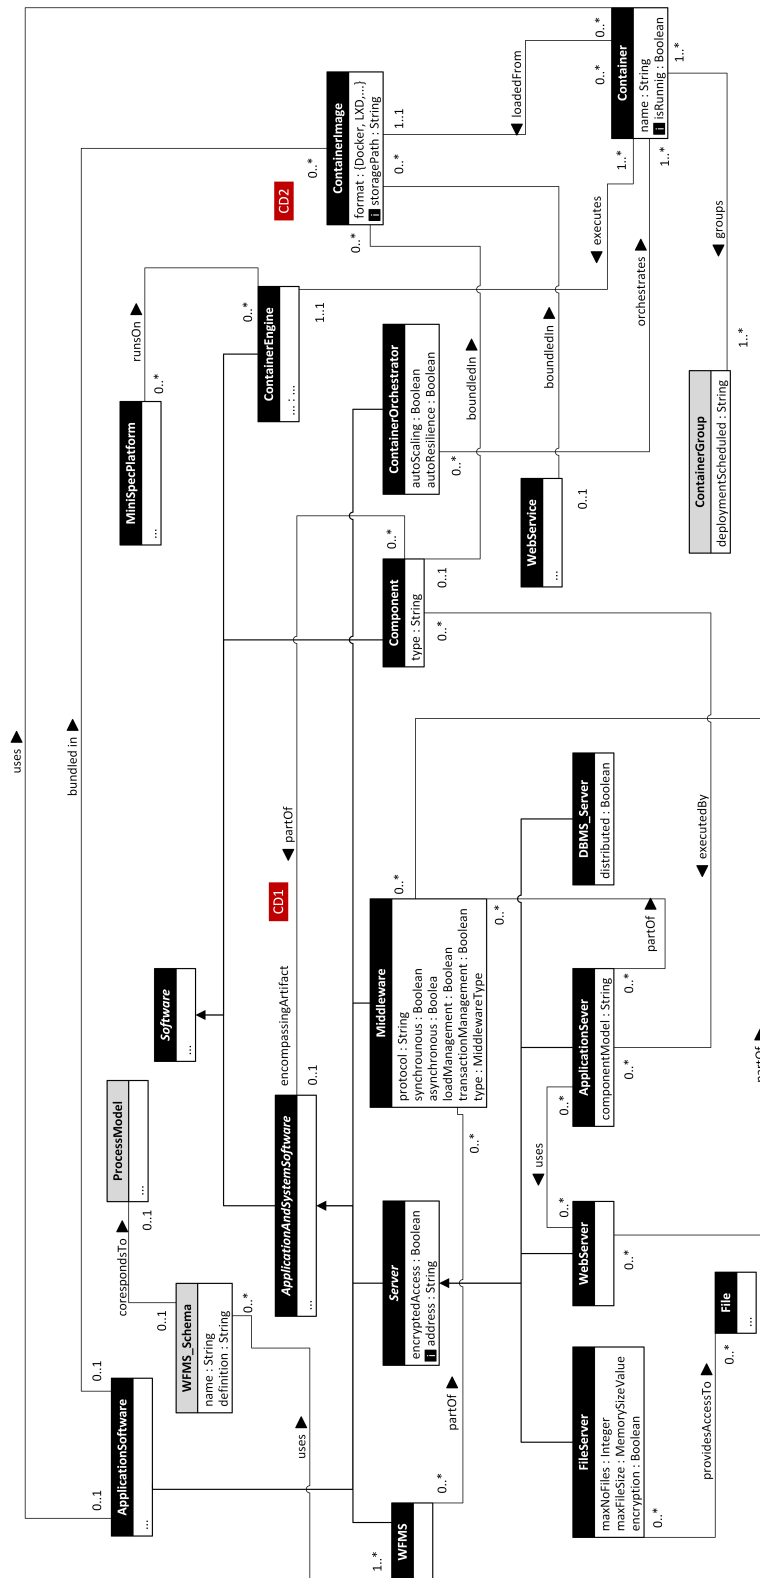 uses
bundled in
0..1
0..1
ApplicationSoftware
...
0..*
0..*
0..*
corespondsTo
0..1
0..1
ProcessModel
...
WFMS_Schema
name : String
definition : String
0..*
uses
Software
...
MiniSpecPlatform
...
runsOn
0..*
0..*
ContainerEngine
... : ...
1..1
CD1
CD2
ApplicationAndSystemSoftware
...
encompassingArtifact
0..1
partOf
0..*
ContainerImage
format : {Docker, LXD,...}
i storagePath : String
0..*
1..1
0..*
loadedFrom
Container
name : String
i isRunnig : Boolean
1..*
1..*
1..*
executes
orchestrates
groups
1..*
ContainerGroup
deploymentScheduled : String
WFMS
1..*
0..*
partOf
0..*
Server
encryptedAccess : Boolean
i address : String
Middleware
protocol : String
synchrounous : Boolean
asynchronous : Boolea
loadManagement : Boolean
transactionManagement : Boolean
type : MiddlewareType
0..*
0..*
Component
type : String
0..1
0..*
ContainerOrchestrator
autoScaling : Boolean
autoResilience : Boolean
0..*
boundledIn
boundledIn
WebService
...
0..1
FileServer
maxNoFiles : Integer
maxFileSize : MemorySizeValue
encryption : Boolean
0..*
providesAccessTo
0..*
File
...
WebServer
0..*
0..*
uses
0..*
ApplicationSever
componentModel : String
0..*
0..*
partOf
DBMS_Server
distributed : Boolean
executedBy
partOf